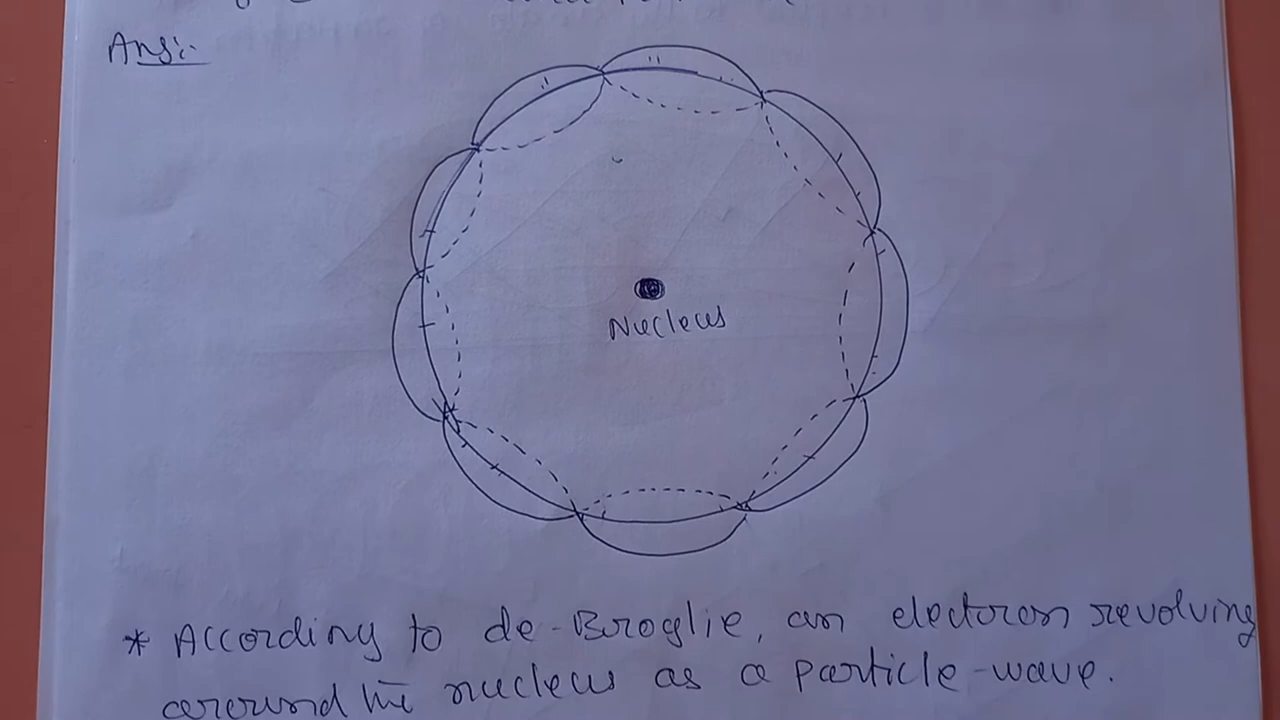 Ans:-
Nucleus
* According to de-Broglie, an electron revolving
around the nucleus as a particle-wave.